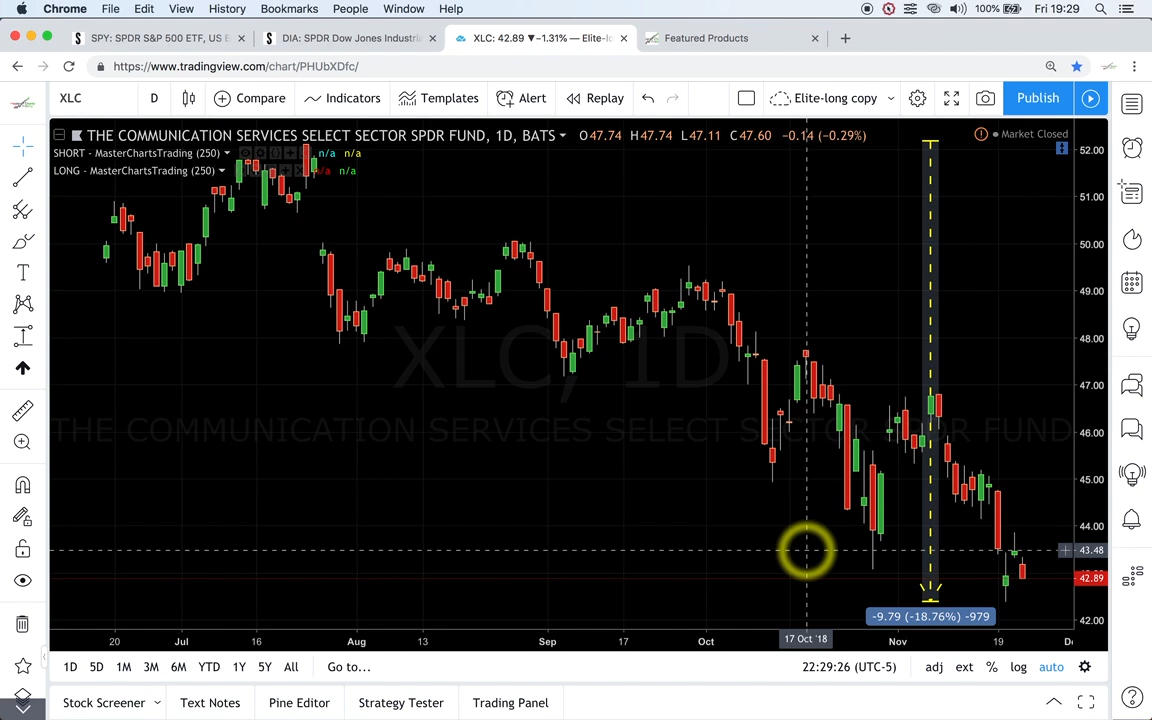 Chrome File Edit View History Bookmarks People Window Help 100% Fri 19:29
SPY: SPDR S&P 500 ETF, US E
DIA: SPDR Dow Jones Industria
XLC: 42.89 ▼−1.31% — Elite-lo
Featured Products
https://www.tradingview.com/chart/PHUbXDfc/
XLC D Compare Indicators Templates Alert Replay Elite-long copy Publish
THE COMMUNICATION SERVICES SELECT SECTOR SPDR FUND, 1D, BATS O47.74 H47.74 L47.11 C47.60 −0.14 (−0.29%)
Market Closed
SHORT - MasterChartsTrading (250) n/a n/a
LONG - MasterChartsTrading (250) n/a n/a
XLC, 1D
THE COMMUNICATION SERVICES SELECT SECTOR SPDR FUND
52.00
51.00
50.00
49.00
48.00
47.00
46.00
45.00
44.00
43.48
42.89
42.00
-9.79 (-18.76%) -979
20 Jul 16 Aug 13 Sep 17 Oct 17 Oct '18 Nov 19
1D 5D 1M 3M 6M YTD 1Y 5Y All Go to... 22:29:26 (UTC-5) adj ext % log auto
Stock Screener Text Notes Pine Editor Strategy Tester Trading Panel